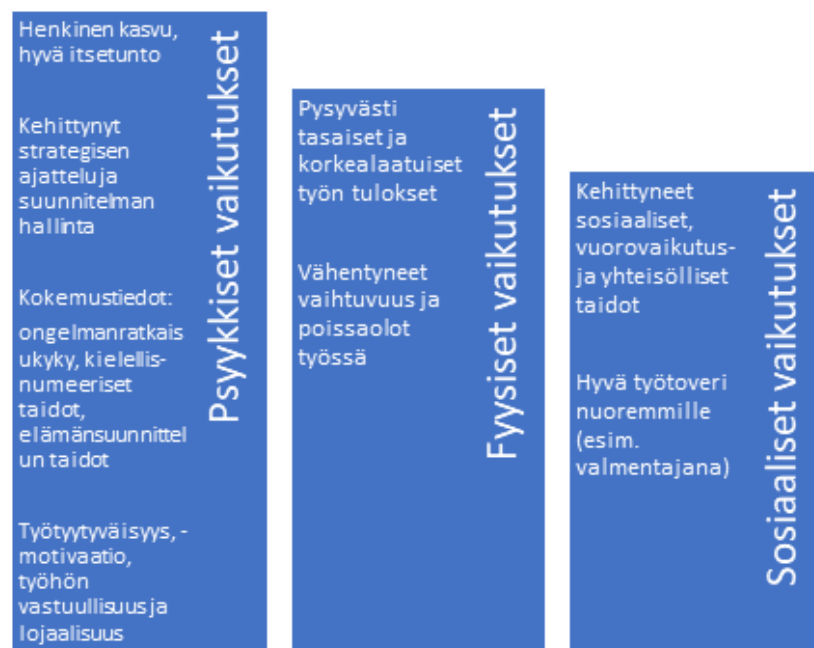 Henkinen kasvu,
hyvä itsetunto
Kehittynyt
strategisen
ajattelu ja
suunnitelman
hallinta
Kokemustiedot:
ongelmanratkais
ukyky, kielellis-
numeeriset
taidot,
elämänsuunnittel
un taidot
Työtyytyväisyys, -
motivaatio,
työhön
vastuullisuus ja
lojaalisuus
Psyykkiset vaikutukset
Pysyvästi
tasaiset ja
korkealaatuiset
työn tulokset
Vähentyneet
vaihtuvuus ja
poissaolot
työssä
Fyysiset vaikutukset
Kehittyneet
sosiaaliset,
vuorovaikutus-
ja yhteisölliset
taidot
Hyvä työtoveri
nuoremmille
(esim.
valmentajana)
Sosiaaliset vaikutukset